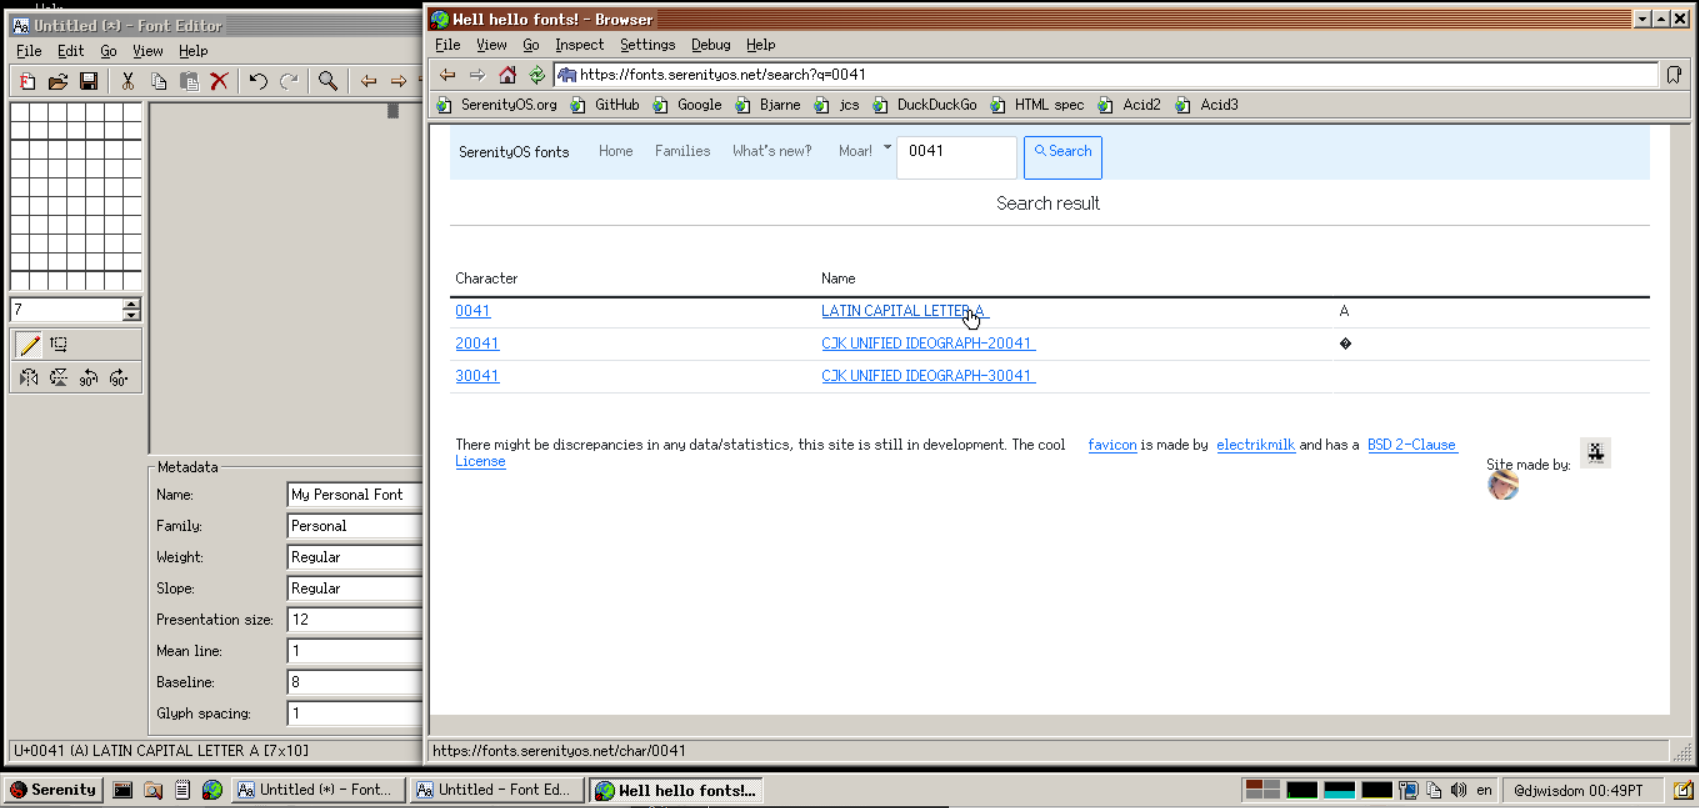 Untitled (*) - Font Editor
File Edit Go View Help
7
Metadata
Name: My Personal Font
Family: Personal
Weight: Regular
Slope: Regular
Presentation size: 12
Mean line: 1
Baseline: 8
Glyph spacing: 1
U+0041 (A) LATIN CAPITAL LETTER A [7x10]
Well hello fonts! - Browser
File View Go Inspect Settings Debug Help
https://fonts.serenityos.net/search?q=0041
SerenityOS.org GitHub Google Bjarne jcs DuckDuckGo HTML spec Acid2 Acid3
SerenityOS fonts Home Families What's new? Moar! 0041 Search
Search result
Character Name
0041 LATIN CAPITAL LETTER A A
20041 CJK UNIFIED IDEOGRAPH-20041 �
30041 CJK UNIFIED IDEOGRAPH-30041
There might be discrepancies in any data/statistics, this site is still in development. The cool favicon is made by electrikmilk and has a BSD 2-Clause
License
Site made by:
https://fonts.serenityos.net/char/0041
Serenity Untitled (*) - Font... Untitled - Font Ed... Well hello fonts!... en @djwisdom 00:49PT